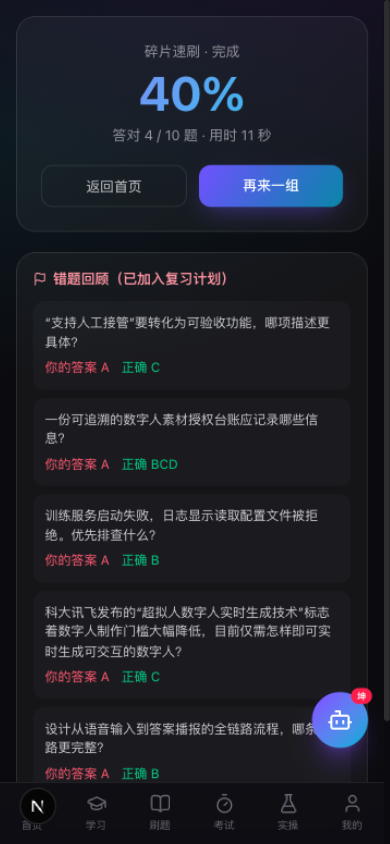 碎片速刷 · 完成
40%
答对 4 / 10 题 · 用时 11 秒
返回首页
再来一组
错题回顾（已加入复习计划）
“支持人工接管”要转化为可验收功能，哪项描述更
具体？
你的答案 A 正确 C
一份可追溯的数字人素材授权台账应记录哪些信
息？
你的答案 A 正确 BCD
训练服务启动失败，日志显示读取配置文件被拒
绝。优先排查什么？
你的答案 A 正确 B
科大讯飞发布的“超拟人数字人实时生成技术”标志
着数字人制作门槛大幅降低，目前仅需怎样即可实
时生成可交互的数字人？
你的答案 A 正确 C
坤
设计从语音输入到答案播报的全链路流程，哪条
路更完整？
你的答案 A 正确 B
N
首页
学习
刷题
考试
实操
我的